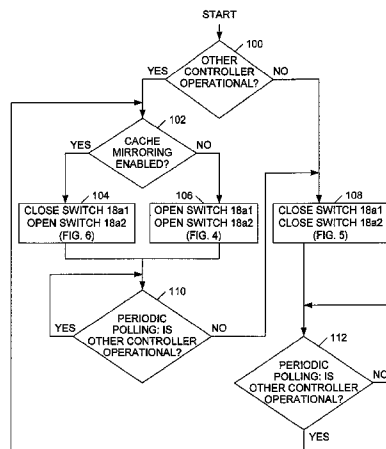 START
100
OTHER
CONTROLLER
OPERATIONAL?
YES
NO
102
CACHE
MIRRORING
ENABLED?
YES
NO
104
CLOSE SWITCH 18a1
OPEN SWITCH 18a2
(FIG. 6)
106
OPEN SWITCH 18a1
OPEN SWITCH 18a2
(FIG. 4)
108
CLOSE SWITCH 18a1
CLOSE SWITCH 18a2
(FIG. 5)
110
PERIODIC
POLLING: IS
OTHER CONTROLLER
OPERATIONAL?
YES
NO
112
PERIODIC
POLLING: IS
OTHER CONTROLLER
OPERATIONAL?
NO
YES